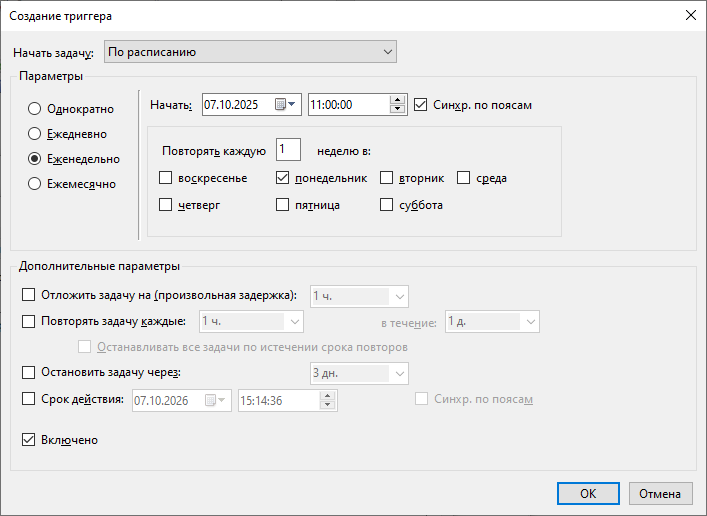 Создание триггера
Начать задачу: По расписанию
Параметры
Однократно
Ежедневно
Еженедельно
Ежемесячно
Начать: 07.10.2025 11:00:00 Синхр. по поясам
Повторять каждую 1 неделю в:
воскресенье понедельник вторник среда
четверг пятница суббота
Дополнительные параметры
Отложить задачу на (произвольная задержка): 1 ч.
Повторять задачу каждые: 1 ч. в течение: 1 д.
Останавливать все задачи по истечении срока повторов
Остановить задачу через: 3 дн.
Срок действия: 07.10.2026 15:14:36 Синхр. по поясам
Включено
ОК Отмена